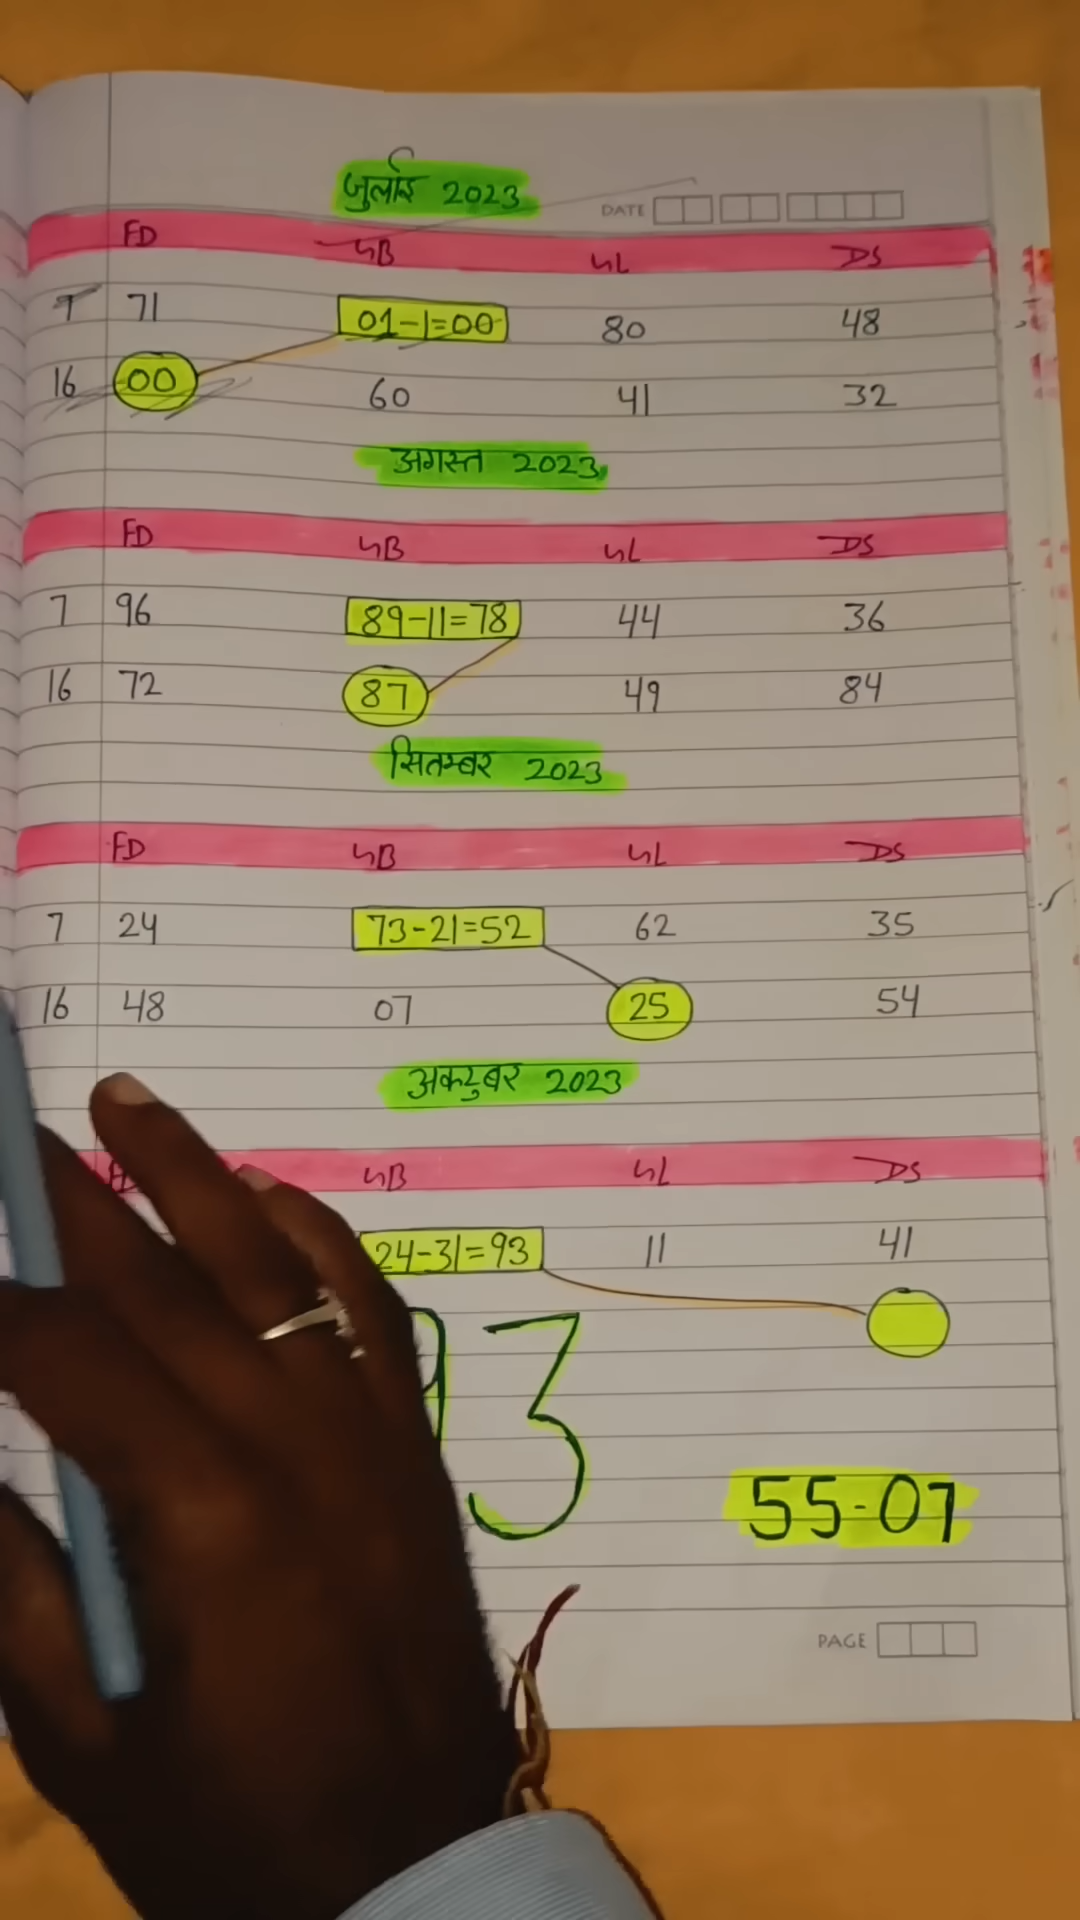 जुलाई 2023
DATE
FD GB GL DS
7 71 01-1=00 80 48
16 00 60 41 32
अगस्त 2023
FD GB GL DS
7 96 89-11=78 44 36
16 72 87 49 84
सितम्बर 2023
FD GB GL DS
7 24 73-21=52 62 35
16 48 07 25 54
अकटुबर 2023
GB GL DS
24-31=93 11 41
93
55-07
PAGE